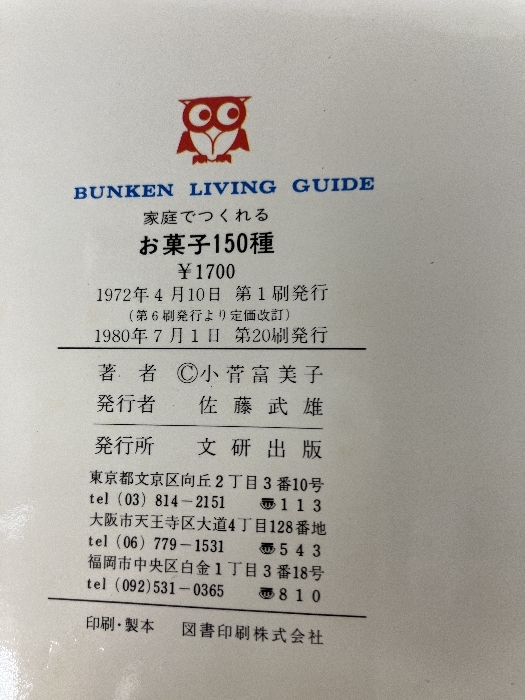 BUNKEN LIVING GUIDE
家庭でつくれる
お菓子150種
¥1700
1972年4月10日 第1刷発行
(第6刷発行より定価改訂)
1980年7月1日 第20刷発行
著者 Ⓒ小菅富美子
発行者 佐藤武雄
発行所 文研出版
東京都文京区向丘2丁目3番10号
tel (03) 814-2151 〠113
大阪市天王寺区大道4丁目128番地
tel (06) 779-1531 〠543
福岡市中央区白金1丁目3番18号
tel (092)531-0365 〠810
印刷・製本 図書印刷株式会社